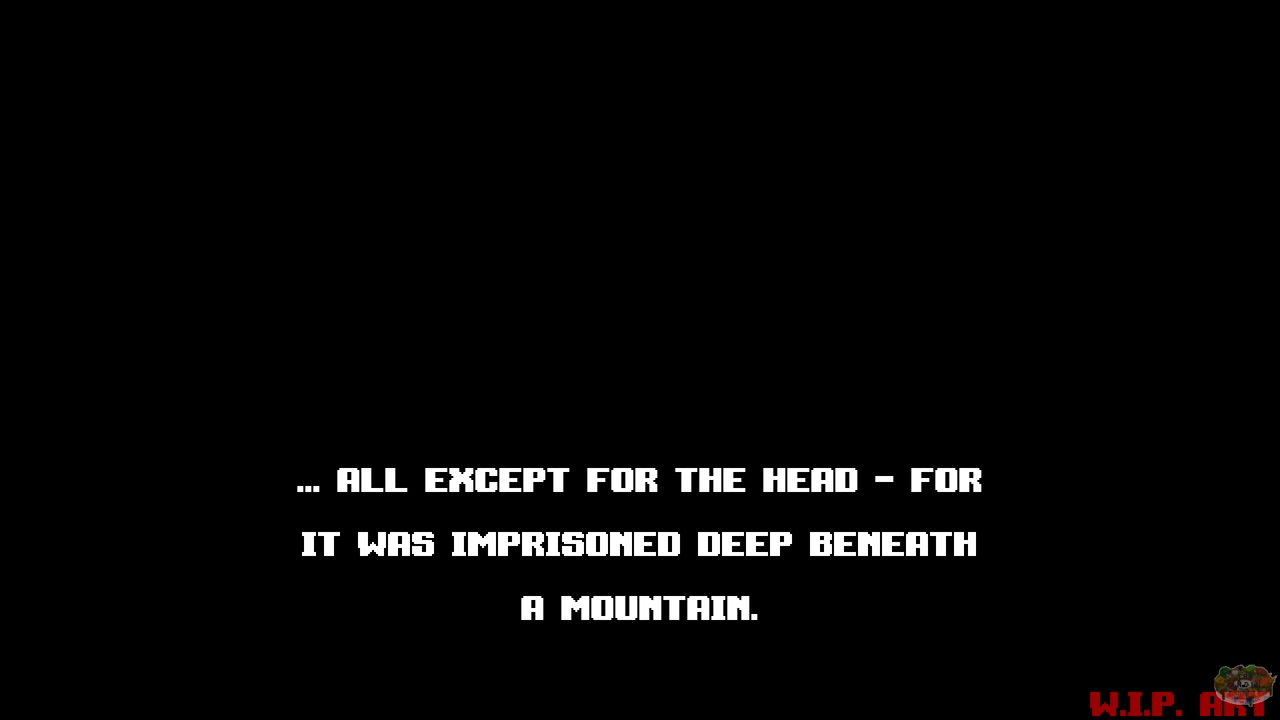 ... ALL EXCEPT FOR THE HEAD - FOR
IT WAS IMPRISONED DEEP BENEATH
A MOUNTAIN.
W.I.P. ART